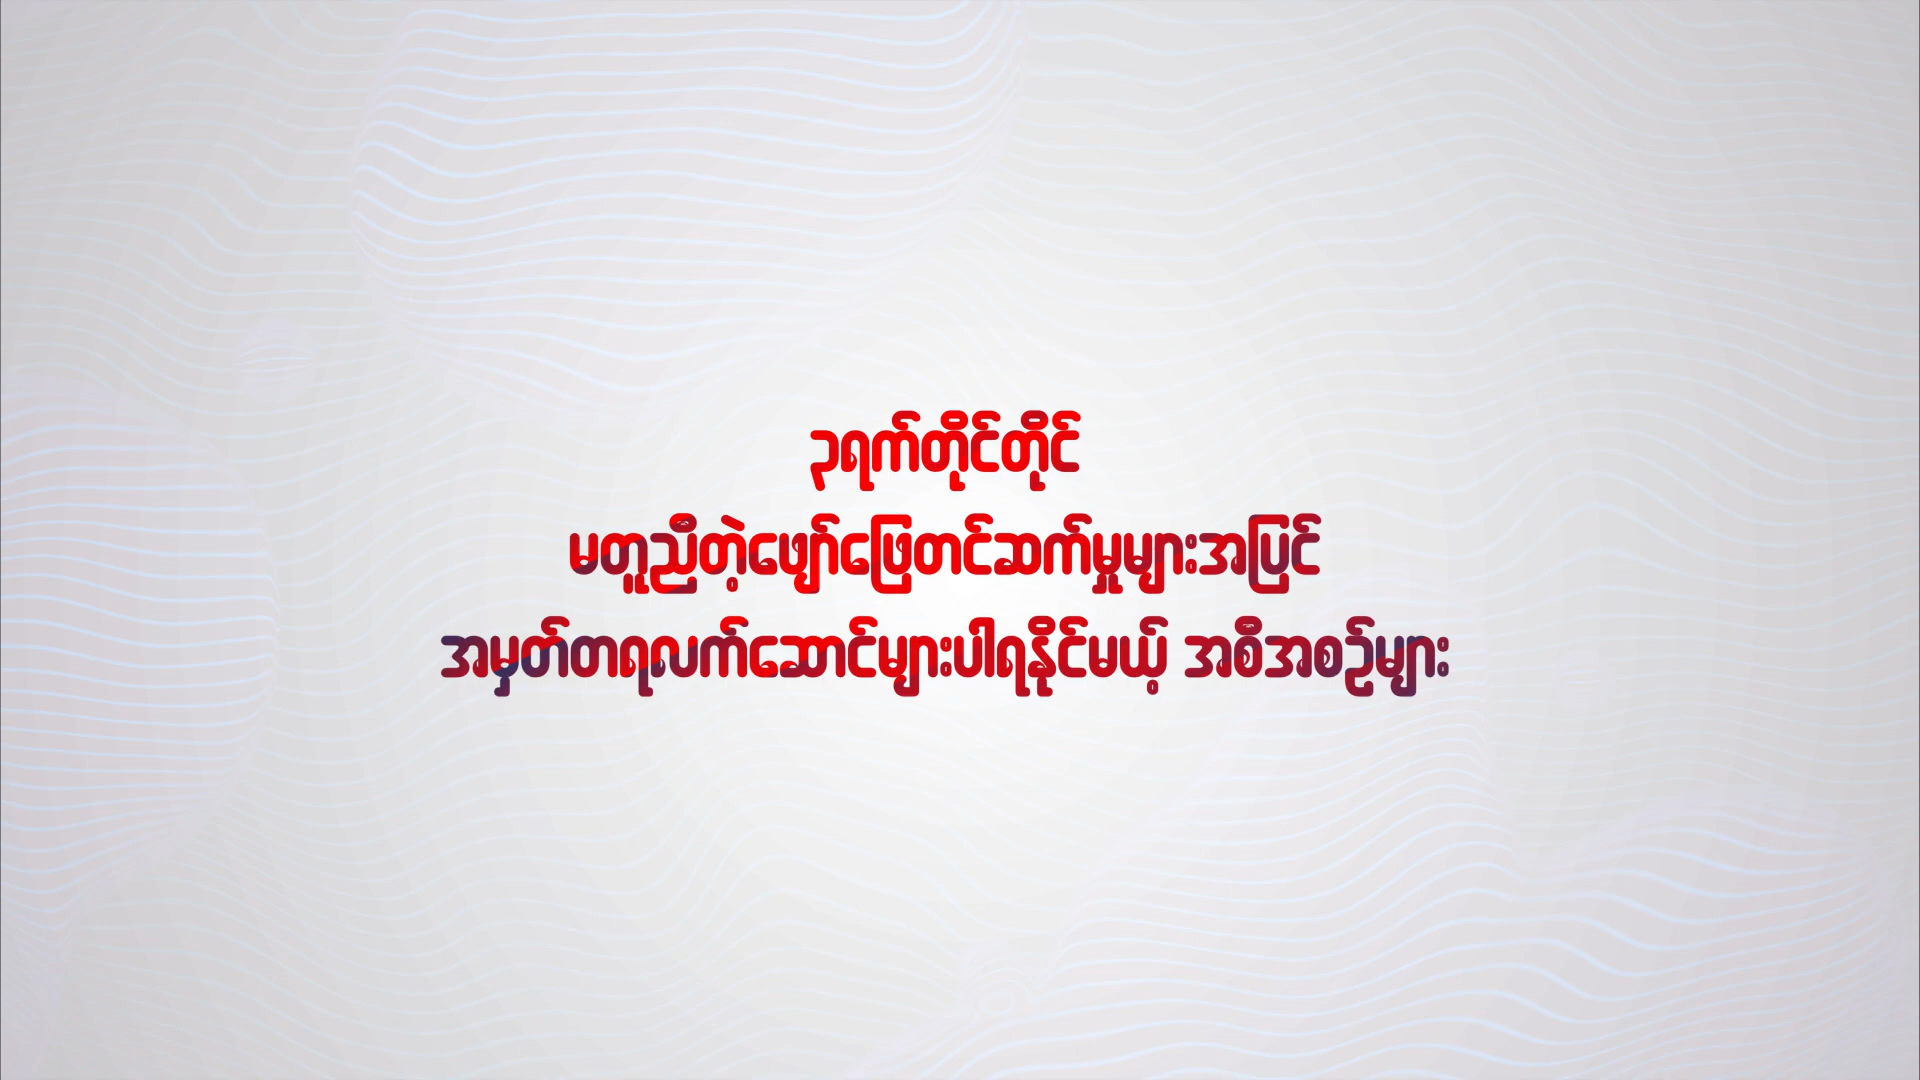 ၃ရက်တိုင်တိုင်
မတူညီတဲ့ဖျော်ဖြေတင်ဆက်မှုများအပြင်
အမှတ်တရလက်ဆောင်များပါရနိုင်မယ့် အစီအစဉ်များ